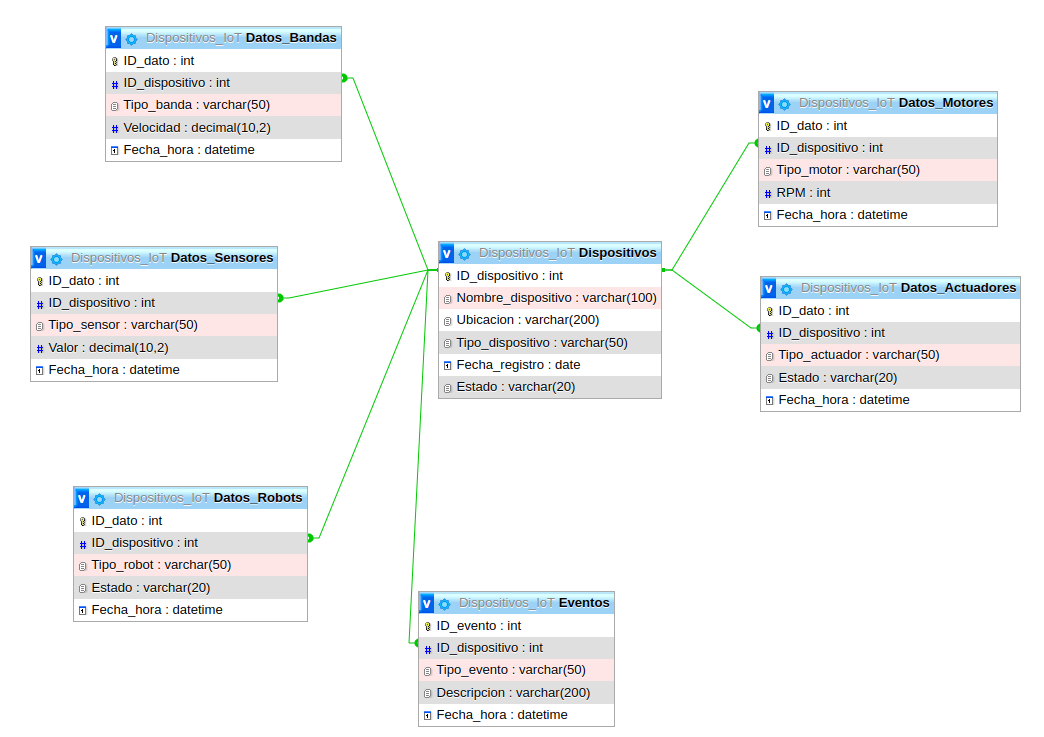 v Dispositivos_IoT Datos_Bandas
ID_dato : int
# ID_dispositivo : int
Tipo_banda : varchar(50)
# Velocidad : decimal(10,2)
Fecha_hora : datetime
v Dispositivos_IoT Datos_Motores
ID_dato : int
# ID_dispositivo : int
Tipo_motor : varchar(50)
# RPM : int
Fecha_hora : datetime
v Dispositivos_IoT Datos_Sensores
ID_dato : int
# ID_dispositivo : int
Tipo_sensor : varchar(50)
# Valor : decimal(10,2)
Fecha_hora : datetime
v Dispositivos_IoT Dispositivos
ID_dispositivo : int
Nombre_dispositivo : varchar(100)
Ubicacion : varchar(200)
Tipo_dispositivo : varchar(50)
Fecha_registro : date
Estado : varchar(20)
v Dispositivos_IoT Datos_Actuadores
ID_dato : int
# ID_dispositivo : int
Tipo_actuador : varchar(50)
Estado : varchar(20)
Fecha_hora : datetime
v Dispositivos_IoT Datos_Robots
ID_dato : int
# ID_dispositivo : int
Tipo_robot : varchar(50)
Estado : varchar(20)
Fecha_hora : datetime
v Dispositivos_IoT Eventos
ID_evento : int
# ID_dispositivo : int
Tipo_evento : varchar(50)
Descripcion : varchar(200)
Fecha_hora : datetime